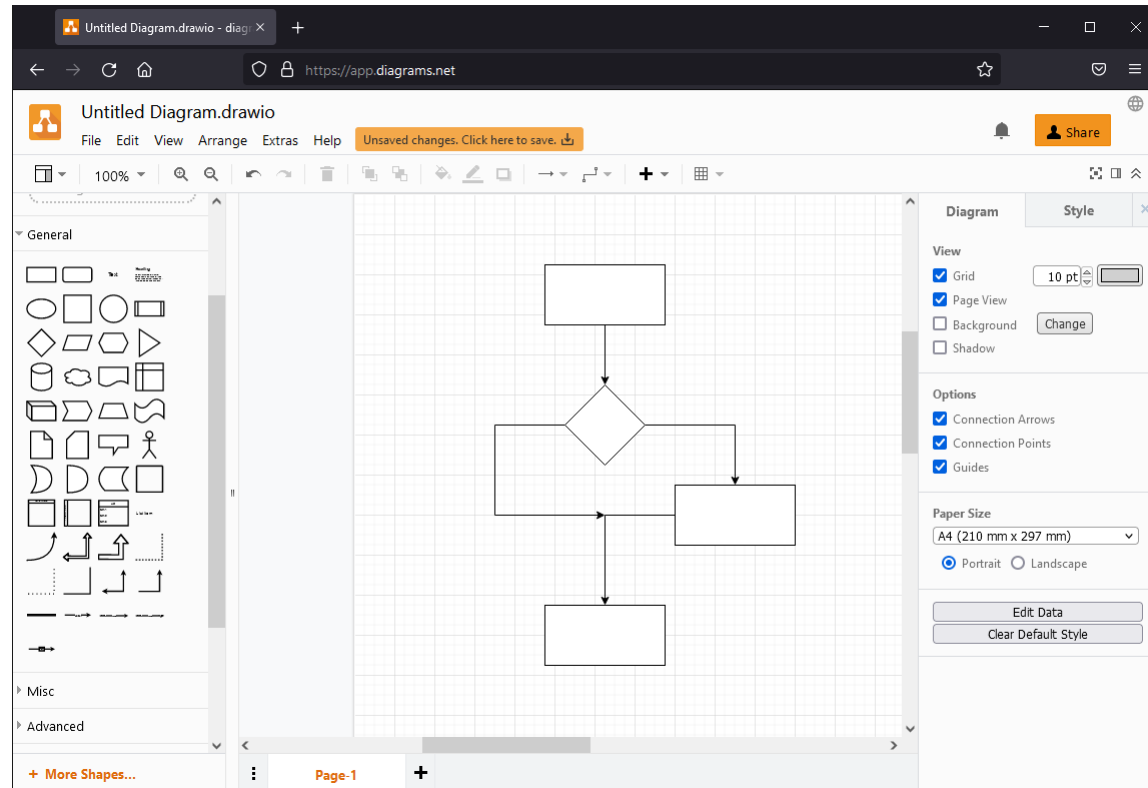 Untitled Diagram.drawio - diag
https://app.diagrams.net
Untitled Diagram.drawio
File Edit View Arrange Extras Help Unsaved changes. Click here to save.
Share
100%
General
Text
Heading
Misc
Advanced
+ More Shapes...
Page-1
Diagram Style
View
Grid 10 pt
Page View
Background Change
Shadow
Options
Connection Arrows
Connection Points
Guides
Paper Size
A4 (210 mm x 297 mm)
Portrait Landscape
Edit Data
Clear Default Style